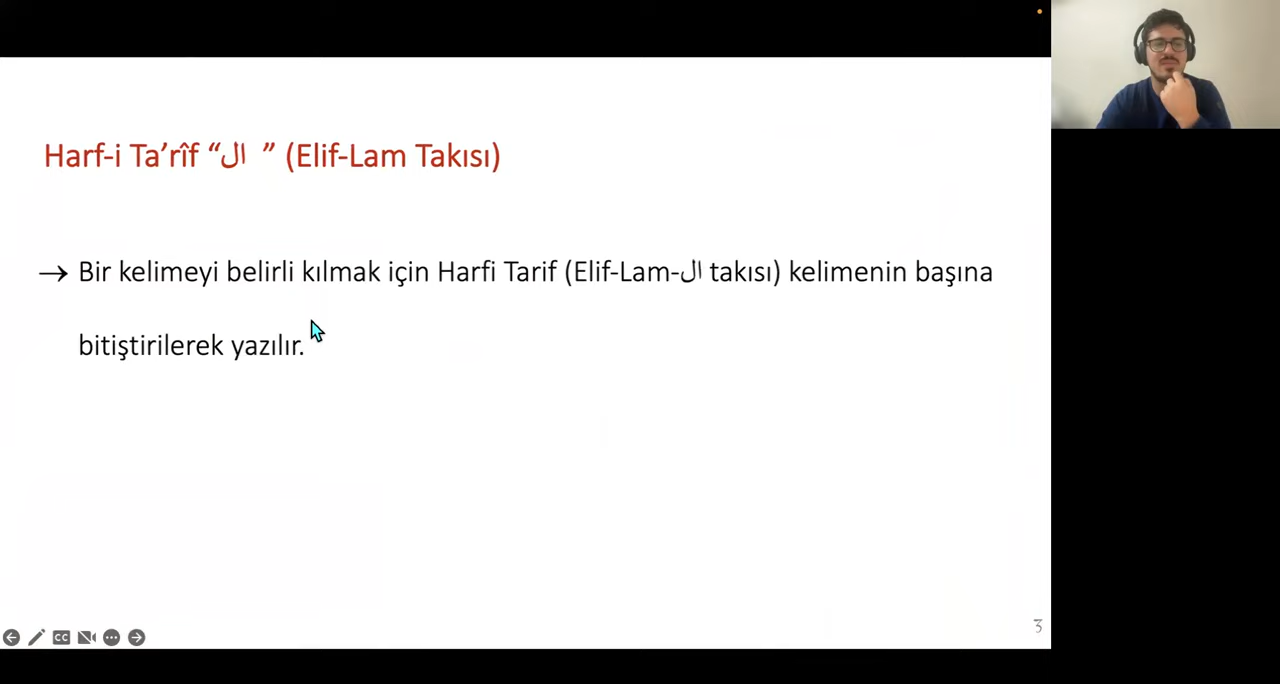 Harf-i Ta’rîf “ال ” (Elif-Lam Takısı)
→ Bir kelimeyi belirli kılmak için Harfi Tarif (Elif-Lam-ال takısı) kelimenin başına
bitiştirilerek yazılır.
CC
3